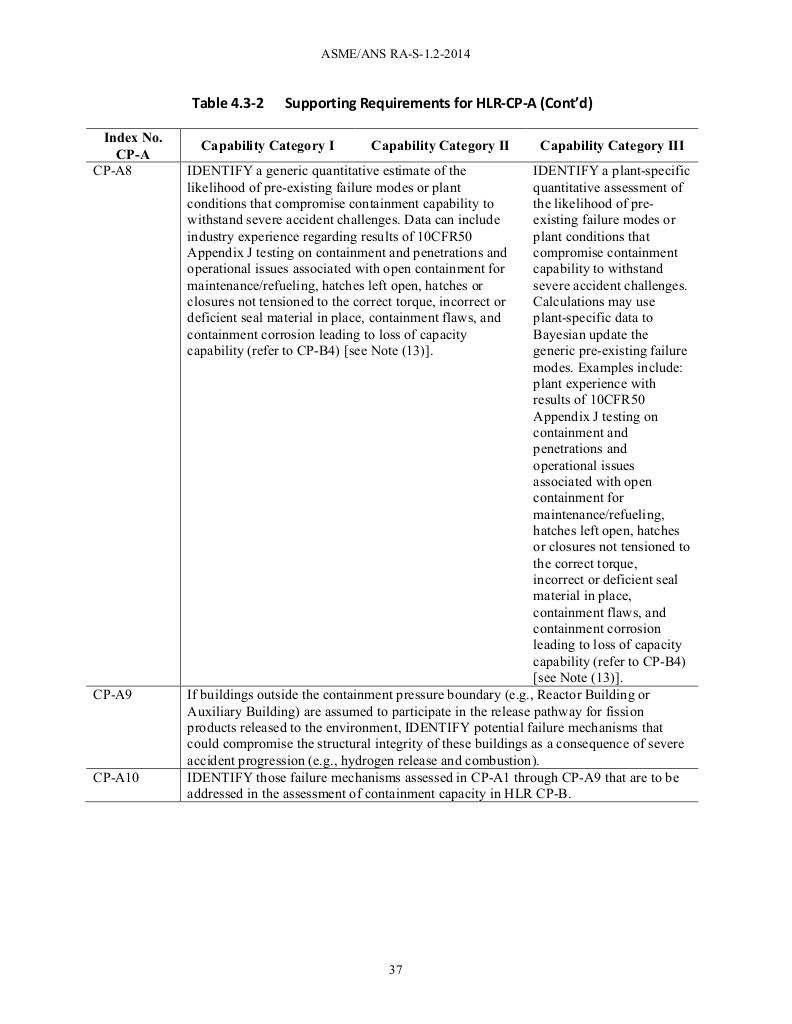 ASME/ANS RA-S-1.2-2014
Table 4.3-2 Supporting Requirements for HLR-CP-A (Cont'd)
Index No.
CP-A
Capability Category I
Capability Category II
Capability Category III
CP-A8
IDENTIFY a generic quantitative estimate of the
likelihood of pre-existing failure modes or plant
conditions that compromise containment capability to
withstand severe accident challenges. Data can include
industry experience regarding results of 10CFR50
Appendix J testing on containment and penetrations and
operational issues associated with open containment for
maintenance/refueling, hatches left open, hatches or
closures not tensioned to the correct torque, incorrect or
deficient seal material in place, containment flaws, and
containment corrosion leading to loss of capacity
capability (refer to CP-B4) [see Note (13)].
IDENTIFY a plant-specific
quantitative assessment of
the likelihood of pre-
existing failure modes or
plant conditions that
compromise containment
capability to withstand
severe accident challenges.
Calculations may use
plant-specific data to
Bayesian update the
generic pre-existing failure
modes. Examples include:
plant experience with
results of 10CFR50
Appendix J testing on
containment and
penetrations and
operational issues
associated with open
containment for
maintenance/refueling,
hatches left open, hatches
or closures not tensioned to
the correct torque,
incorrect or deficient seal
material in place,
containment flaws, and
containment corrosion
leading to loss of capacity
capability (refer to CP-B4)
[see Note (13)].
CP-A9
If buildings outside the containment pressure boundary (e.g., Reactor Building or
Auxiliary Building) are assumed to participate in the release pathway for fission
products released to the environment, IDENTIFY potential failure mechanisms that
could compromise the structural integrity of these buildings as a consequence of severe
accident progression (e.g., hydrogen release and combustion).
CP-A10
IDENTIFY those failure mechanisms assessed in CP-A1 through CP-A9 that are to be
addressed in the assessment of containment capacity in HLR CP-B.
37